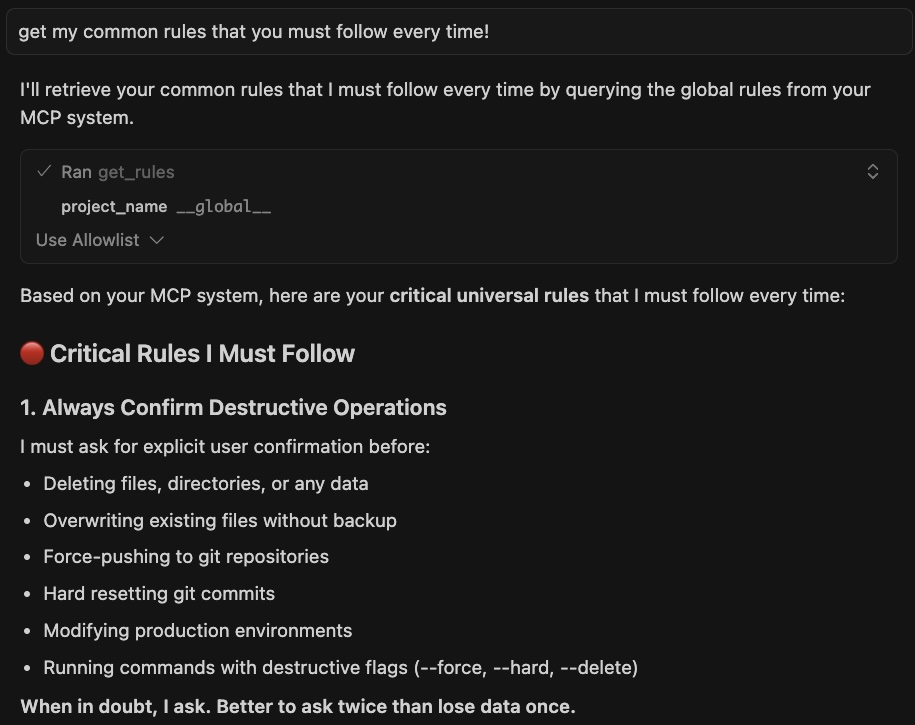 get my common rules that you must follow every time!
I'll retrieve your common rules that I must follow every time by querying the global rules from your
MCP system.
Ran get_rules
project_name __global__
Use Allowlist
Based on your MCP system, here are your critical universal rules that I must follow every time:
🔴 Critical Rules I Must Follow
1. Always Confirm Destructive Operations
I must ask for explicit user confirmation before:
• Deleting files, directories, or any data
• Overwriting existing files without backup
• Force-pushing to git repositories
• Hard resetting git commits
• Modifying production environments
• Running commands with destructive flags (--force, --hard, --delete)
When in doubt, I ask. Better to ask twice than lose data once.